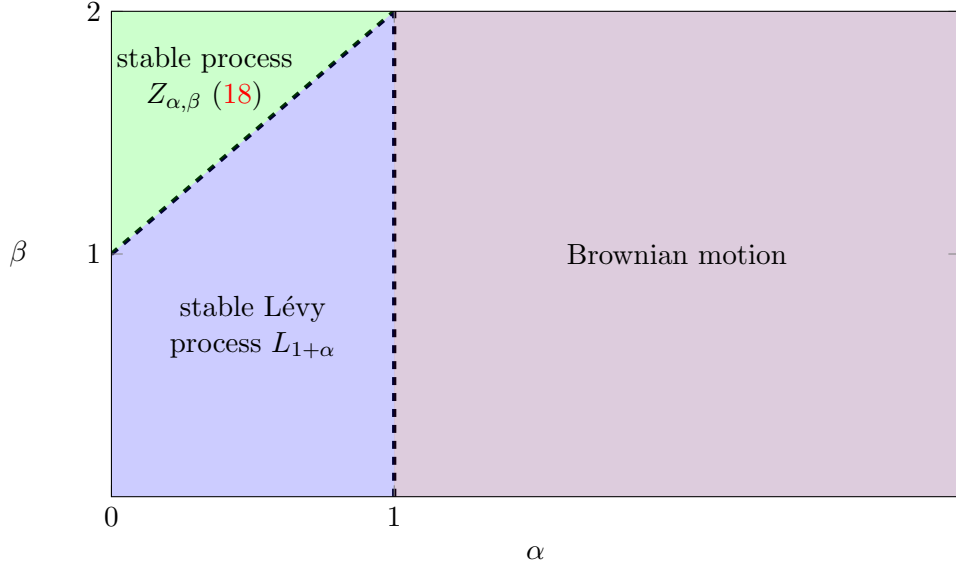 2
stable process
Z_{α,β} (18)
β
1
Brownian motion
stable Lévy
process L_{1+α}
0
1
α